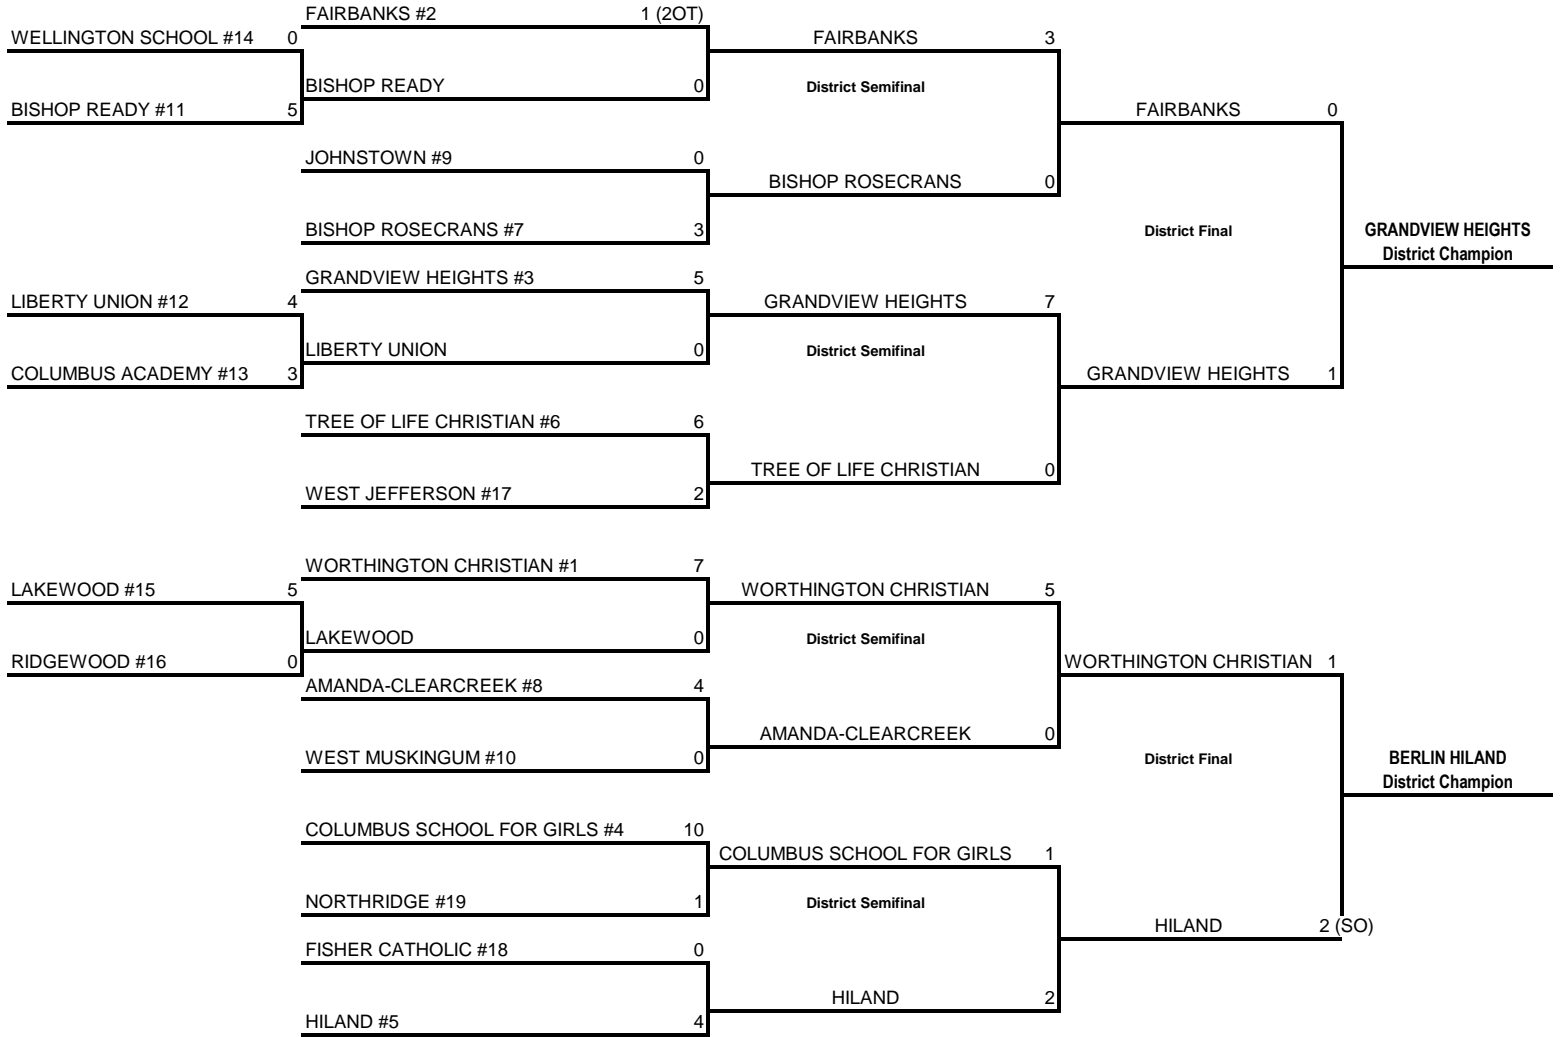 FAIRBANKS #2 1 (2OT)
WELLINGTON SCHOOL #14 0
FAIRBANKS 3
BISHOP READY 0
District Semifinal
BISHOP READY #11 5
FAIRBANKS 0
JOHNSTOWN #9 0
BISHOP ROSECRANS 0
BISHOP ROSECRANS #7 3
District Final
GRANDVIEW HEIGHTS
District Champion
GRANDVIEW HEIGHTS #3 5
LIBERTY UNION #12 4
GRANDVIEW HEIGHTS 7
LIBERTY UNION 0
District Semifinal
COLUMBUS ACADEMY #13 3
GRANDVIEW HEIGHTS 1
TREE OF LIFE CHRISTIAN #6 6
TREE OF LIFE CHRISTIAN 0
WEST JEFFERSON #17 2
WORTHINGTON CHRISTIAN #1 7
LAKEWOOD #15 5
WORTHINGTON CHRISTIAN 5
LAKEWOOD 0
District Semifinal
RIDGEWOOD #16 0
WORTHINGTON CHRISTIAN 1
AMANDA-CLEARCREEK #8 4
AMANDA-CLEARCREEK 0
WEST MUSKINGUM #10 0
District Final
BERLIN HILAND
District Champion
COLUMBUS SCHOOL FOR GIRLS #4 10
COLUMBUS SCHOOL FOR GIRLS 1
NORTHRIDGE #19 1
District Semifinal
HILAND 2 (SO)
FISHER CATHOLIC #18 0
HILAND 2
HILAND #5 4